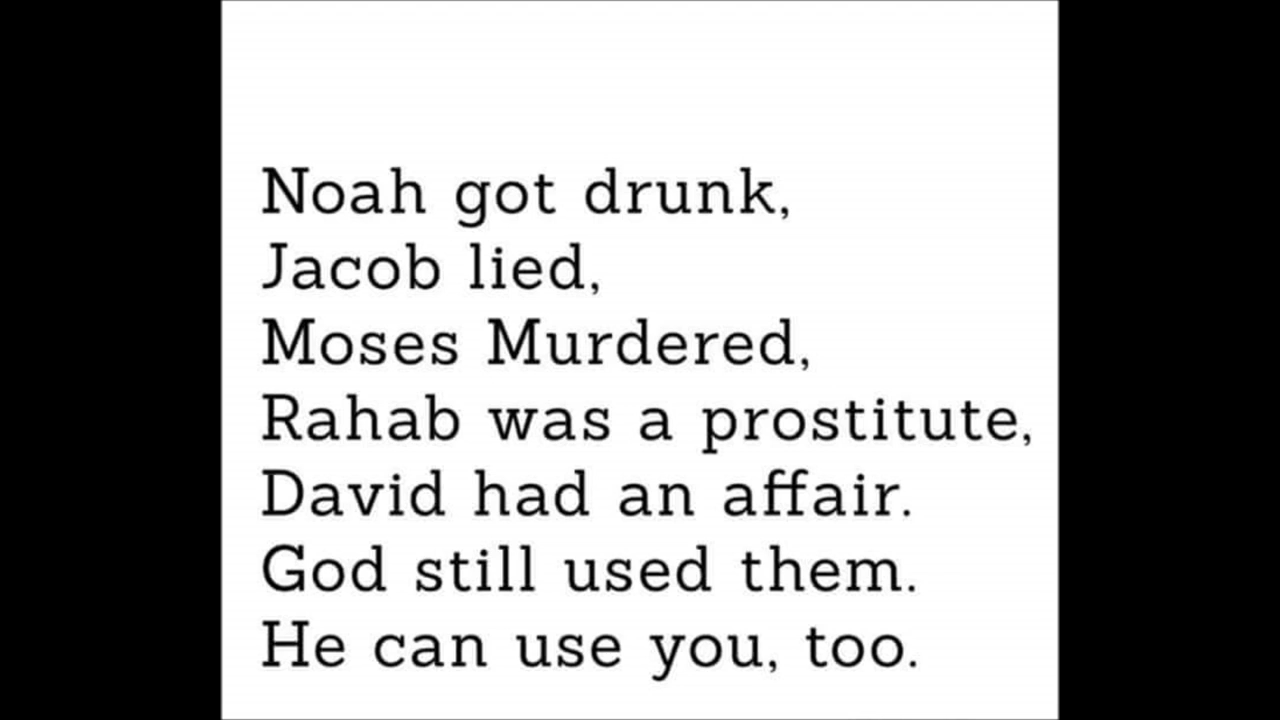 Noah got drunk,
Jacob lied,
Moses Murdered,
Rahab was a prostitute,
David had an affair.
God still used them.
He can use you, too.